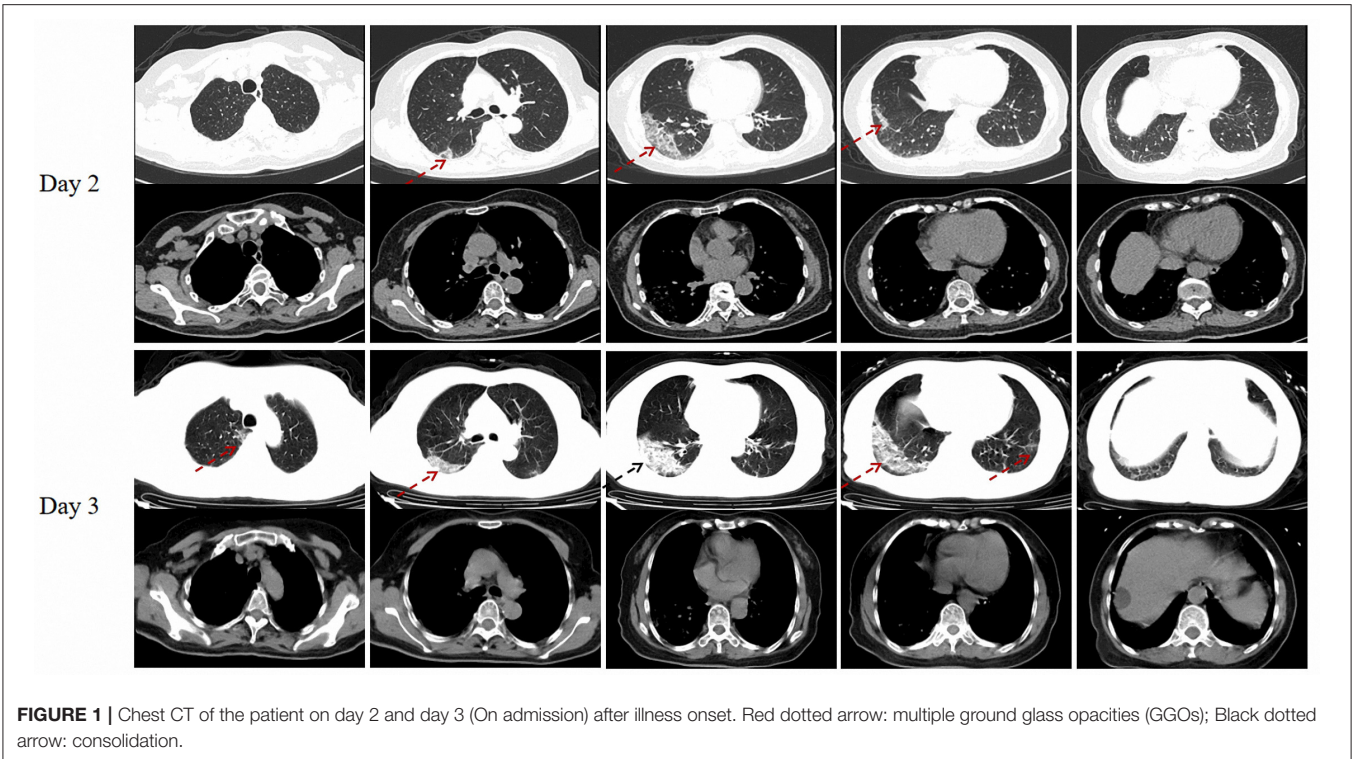 Day 2
Day 3
FIGURE 1 | Chest CT of the patient on day 2 and day 3 (On admission) after illness onset. Red dotted arrow: multiple ground glass opacities (GGOs); Black dotted
arrow: consolidation.